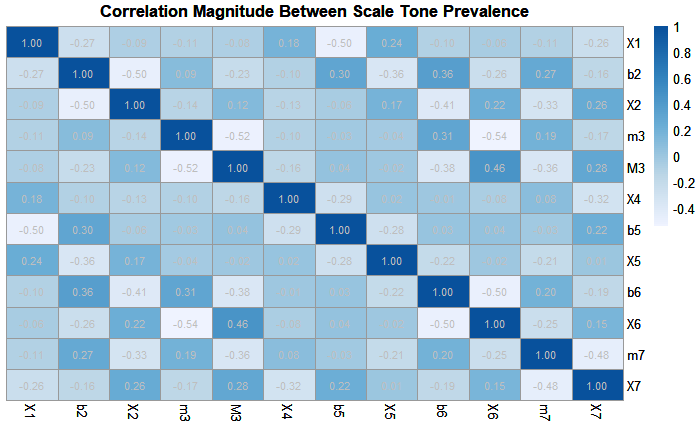 Correlation Magnitude Between Scale Tone Prevalence
1.00 -0.27 -0.11 0.18 -0.50 0.24 -0.10 -0.11 -0.26 X1
-0.27 1.00 -0.50 0.09 -0.23 -0.10 0.30 -0.36 0.36 -0.26 0.27 -0.16 b2
-0.50 1.00 -0.14 0.12 -0.13 0.17 -0.41 0.22 -0.33 0.26 X2
-0.11 0.09 -0.14 1.00 -0.52 -0.10 0.31 -0.54 0.19 -0.17 m3
-0.23 0.12 -0.52 1.00 -0.16 0.04 -0.38 0.46 -0.36 0.28 M3
0.18 -0.10 -0.13 -0.10 -0.16 1.00 -0.29 0.08 -0.32 X4
-0.50 0.30 0.04 -0.29 1.00 -0.28 0.22 b5
0.24 -0.36 0.17 -0.28 1.00 -0.22 -0.21 X5
-0.10 0.36 -0.41 0.31 -0.38 -0.22 1.00 -0.50 0.20 -0.19 b6
-0.26 0.22 -0.54 0.46 -0.50 1.00 -0.25 0.15 X6
-0.11 0.27 -0.33 0.19 -0.36 0.08 -0.21 0.20 -0.25 1.00 -0.48 m7
-0.26 -0.16 0.26 -0.17 0.28 -0.32 0.22 -0.19 0.15 -0.48 1.00 X7
X1 b2 X2 m3 M3 X4 b5 X5 b6 X6 m7 X7
1
0.8
0.6
0.4
0.2
0
-0.2
-0.4